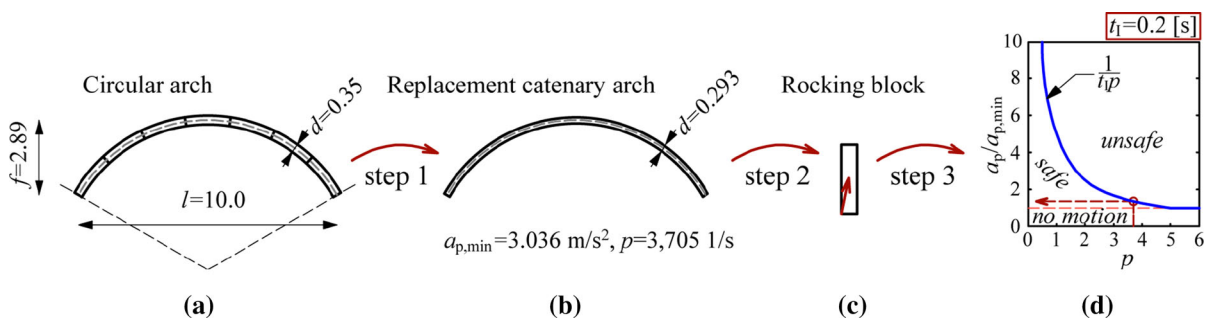 Circular arch
f=2.89
d=0.35
l=10.0
step 1
Replacement catenary arch
d=0.293
a_p,min=3.036 m/s², p=3,705 1/s
step 2
Rocking block
step 3
t_I=0.2 [s]
a_p/a_p,min
10
8
6
4
2
0
1/t_I p
unsafe
safe
no motion
0 1 2 3 4 5 6
p
(a) (b) (c) (d)